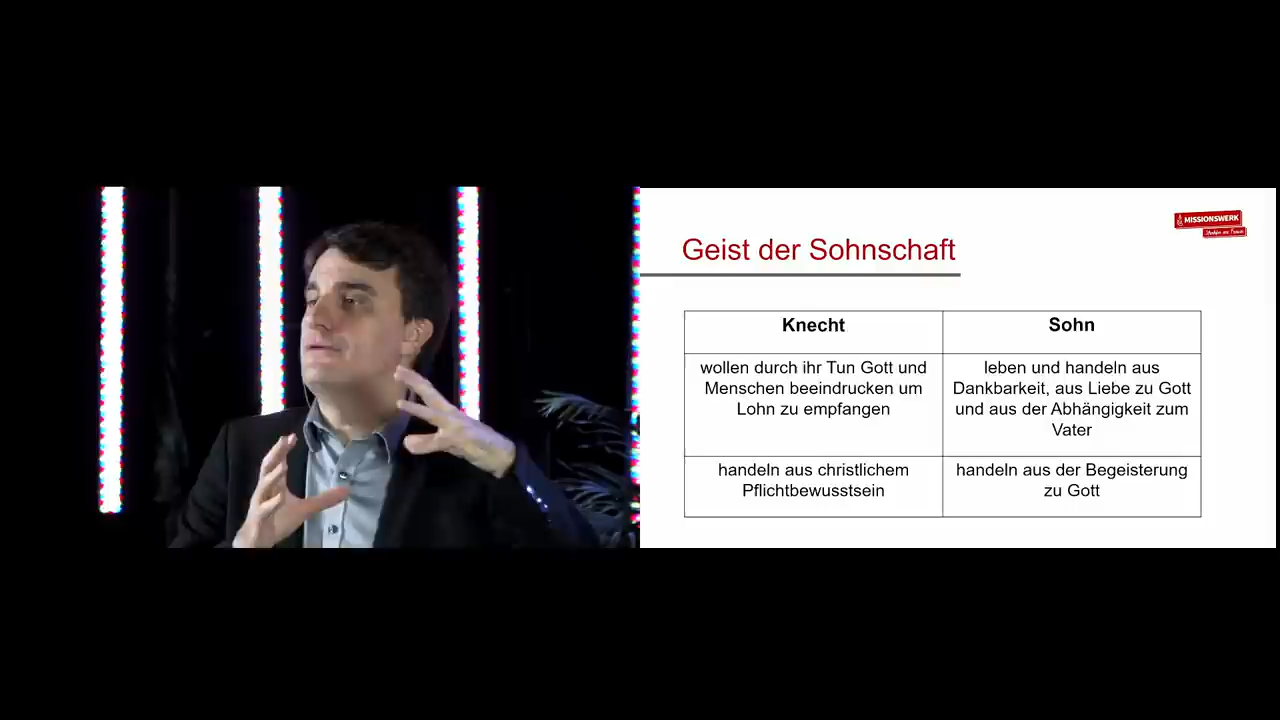 MISSIONSWERK
Geist der Sohnschaft
Knecht
Sohn
wollen durch ihr Tun Gott und
Menschen beeindrucken um
Lohn zu empfangen
leben und handeln aus
Dankbarkeit, aus Liebe zu Gott
und aus der Abhängigkeit zum
Vater
handeln aus christlichem
Pflichtbewusstsein
handeln aus der Begeisterung
zu Gott